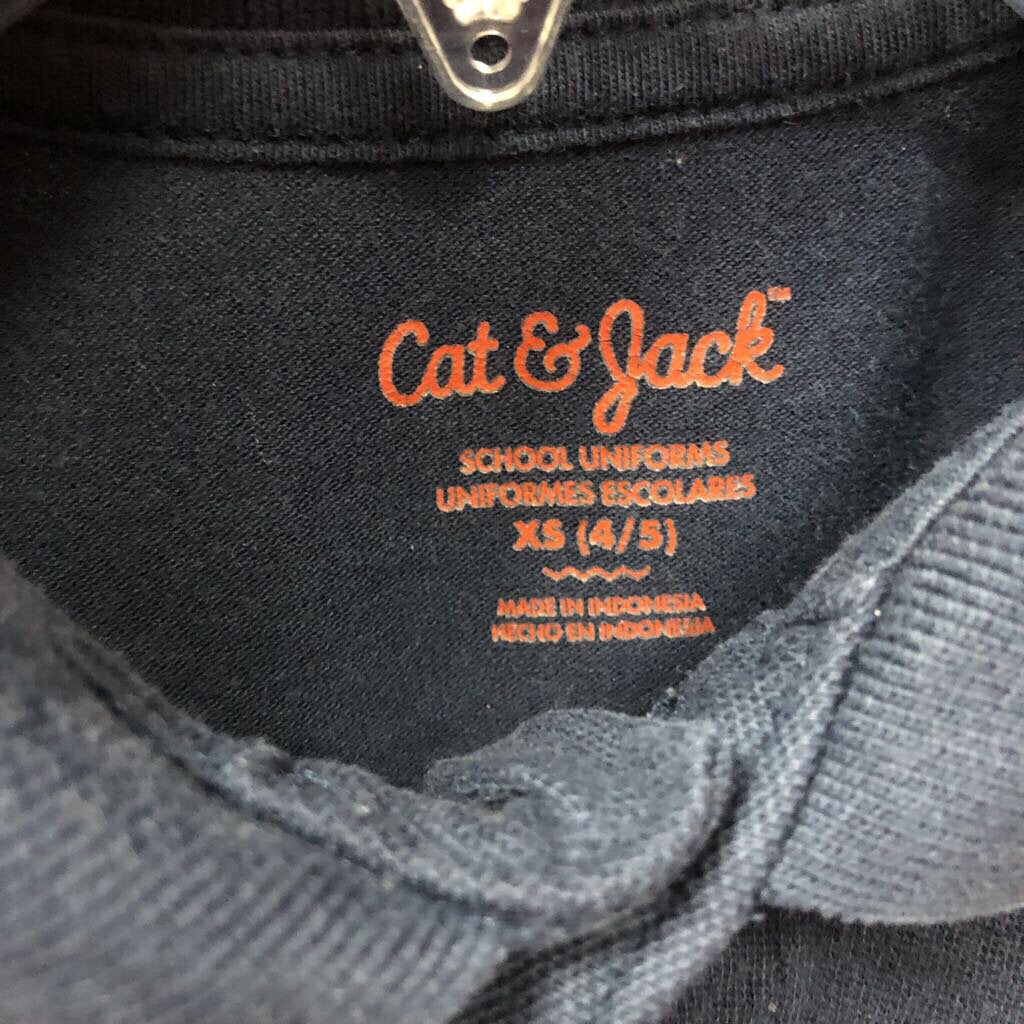 Cat & Jack™
SCHOOL UNIFORMS
UNIFORMES ESCOLARES
XS (4/5)
MADE IN INDONESIA
HECHO EN INDONESIA